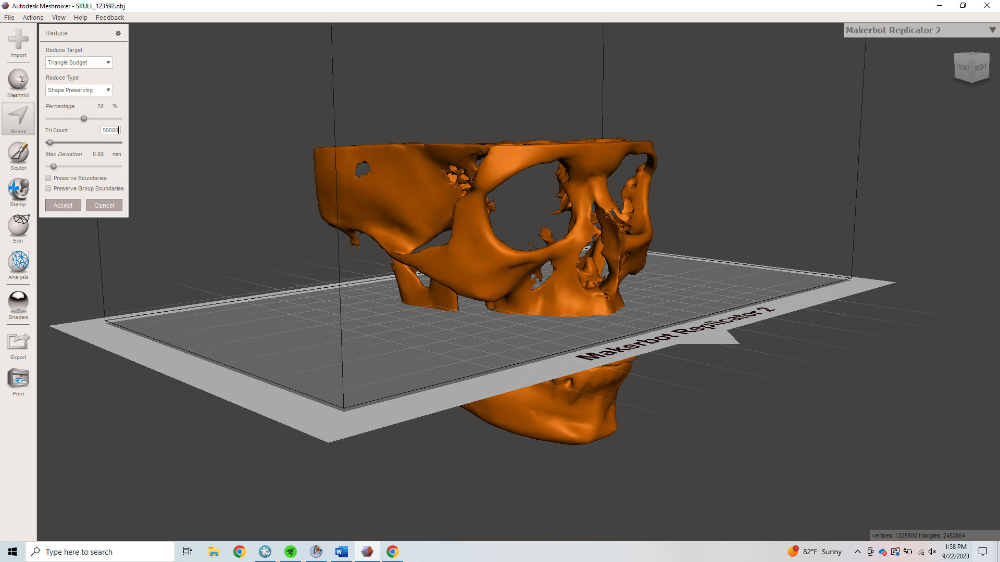 Autodesk Meshmixer - SKULL_123592.obj
File Actions View Help Feedback
Import
Meshmix
Select
Sculpt
Stamp
Edit
Analysis
Shaders
Export
Print
Reduce
Reduce Target
Triangle Budget
Reduce Type
Shape Preserving
Percentage 50 %
Tri Count 50000
Max Deviation 0.08 mm
Preserve Boundaries
Preserve Group Boundaries
Accept Cancel
Makerbot Replicator 2
FRONT RIGHT
Makerbot Replicator 2
vertices: 1225580 triangles: 2452064
Type here to search
W
1
82°F Sunny
1:58 PM
9/22/2023